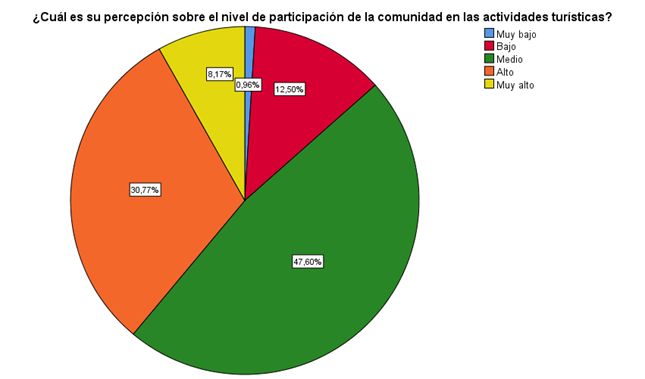 ¿Cuál es su percepción sobre el nivel de participación de la comunidad en las actividades turísticas?
Muy bajo
Bajo
Medio
Alto
Muy alto
8,17%
0,96%
12,50%
30,77%
47,60%